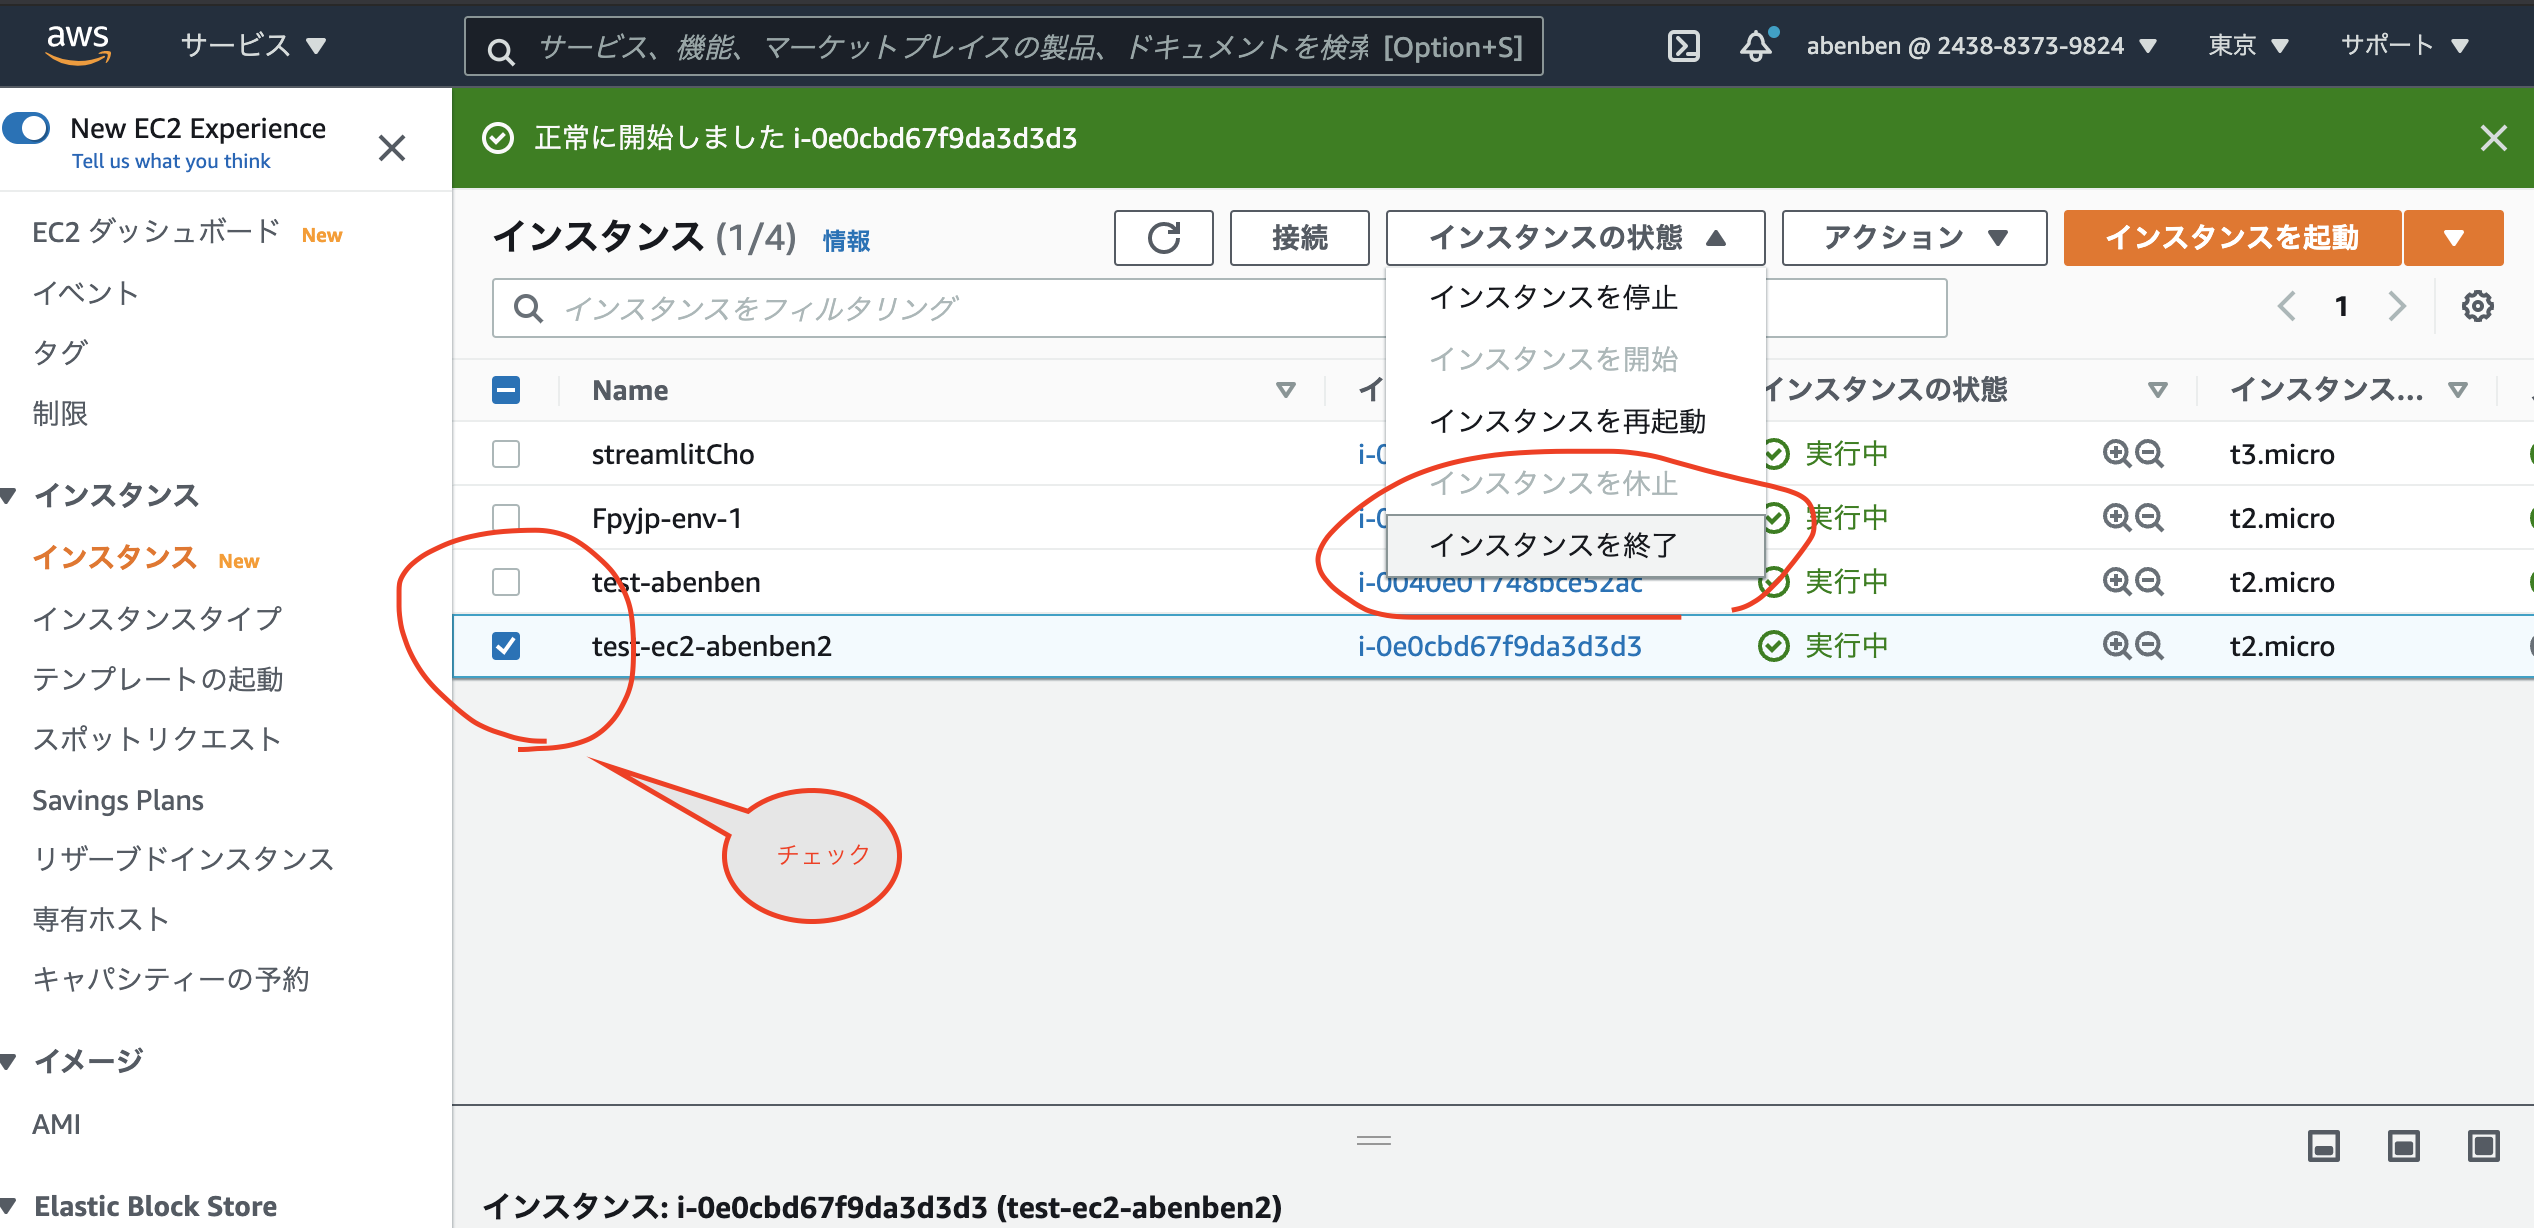 aws サービス ▼ サービス、機能、マーケットプレイスの製品、ドキュメントを検索 [Option+S] abenben @ 2438-8373-9824 ▼ 東京 ▼ サポート ▼
New EC2 Experience
Tell us what you think
EC2 ダッシュボード New
イベント
タグ
制限
インスタンス
インスタンス New
インスタンスタイプ
テンプレートの起動
スポットリクエスト
Savings Plans
リザーブドインスタンス
専有ホスト
キャパシティーの予約
イメージ
AMI
Elastic Block Store
正常に開始しました i-0e0cbd67f9da3d3d3
インスタンス (1/4) 情報 接続 インスタンスの状態 ▲ アクション ▼ インスタンスを起動 ▼
インスタンスをフィルタリング
1
インスタンスを停止
インスタンスを開始
インスタンスを再起動
インスタンスを休止
インスタンスを終了
Name イ インスタンスの状態 インスタンス...
streamlitCho i-0 実行中 t3.micro
Fpyjp-env-1 i-0 実行中 t2.micro
test-abenben i-0040e01748bce52ac 実行中 t2.micro
test-ec2-abenben2 i-0e0cbd67f9da3d3d3 実行中 t2.micro
チェック
インスタンス: i-0e0cbd67f9da3d3d3 (test-ec2-abenben2)